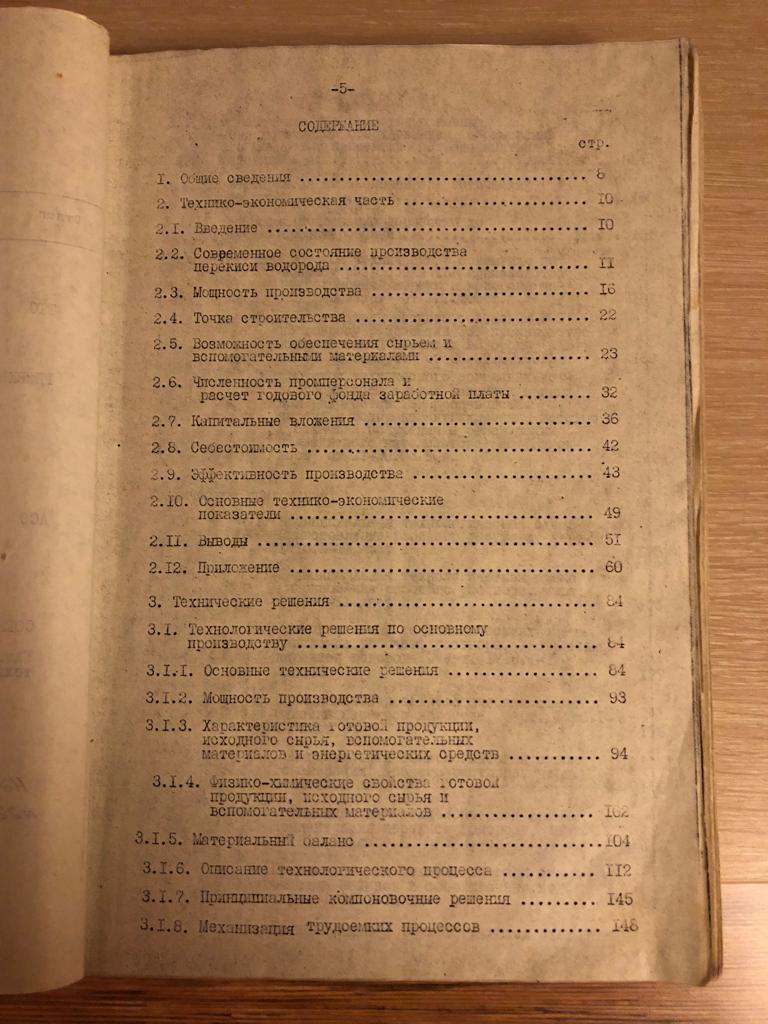 -5-
СОДЕРЖАНИЕ
стр.
I. Общие сведения .................................... 8
2. Технико-экономическая часть ....................... IO
2.I. Введение ........................................ IO
2.2. Современное состояние производства
перекиси водорода ................................ II
2.3. Мощность производства ........................... I6
2.4. Точка строительства ............................. 22
2.5. Возможность обеспечения сырьем и
вспомогательными материалами .................... 23
2.6. Численность промперсонала и
расчет годового фонда заработной платы ......... 32
2.7. Капитальные вложения ............................ 36
2.8. Себестоимость ................................... 42
2.9. Эффективность производства ...................... 43
2.IO. Основные технико-экономические
показатели ...................................... 49
2.II. Выводы ......................................... 5I
2.I2. Приложение ..................................... 60
3. Технические решения ............................... 84
3.I. Технологические решения по основному
производству .................................... 84
3.I.I. Основные технические решения .................. 84
3.I.2. Мощность производства ......................... 93
3.I.3. Характеристика готовой продукции,
исходного сырья, вспомогательных
материалов и энергетических средств ........... 94
3.I.4. Физико-химические свойства готовой
продукции, исходного сырья и
вспомогательных материалов .................... I02
3.I.5. Материальный баланс ...........................I04
3.I.6. Описание технологического процесса ........... II2
3.I.7. Принципиальные компоновочные решения ......... I45
3.I.8. Механизация трудоемких процессов ............. I48